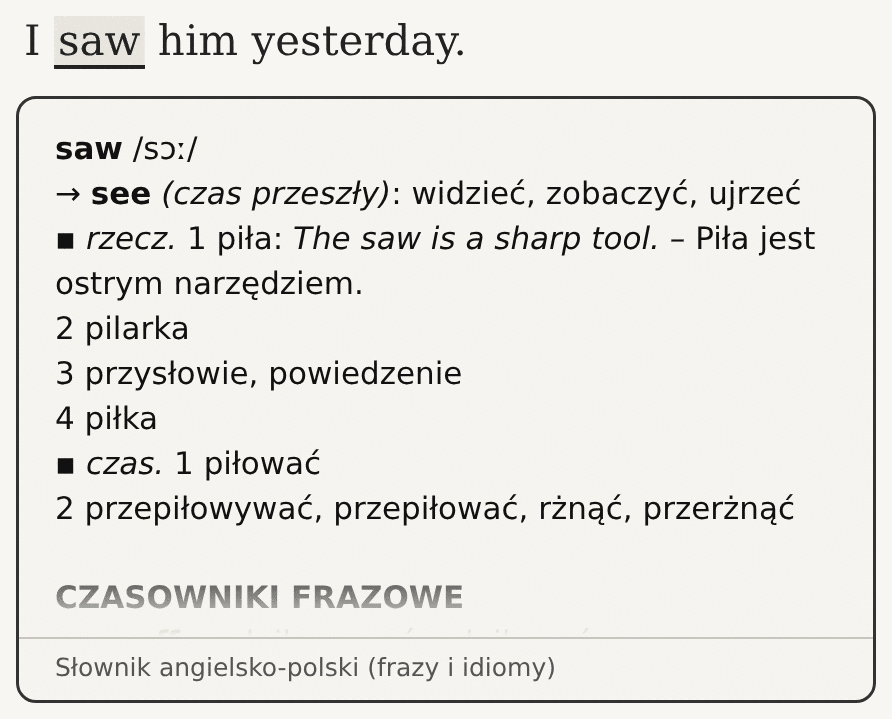 I saw him yesterday.
saw /sɔː/
→ see (czas przeszły): widzieć, zobaczyć, ujrzeć
▪ rzecz. 1 piła: The saw is a sharp tool. – Piła jest
ostrym narzędziem.
2 pilarka
3 przysłowie, powiedzenie
4 piłka
▪ czas. 1 piłować
2 przepiłowywać, przepiłować, rżnąć, przerżnąć
CZASOWNIKI FRAZOWE
Słownik angielsko-polski (frazy i idiomy)